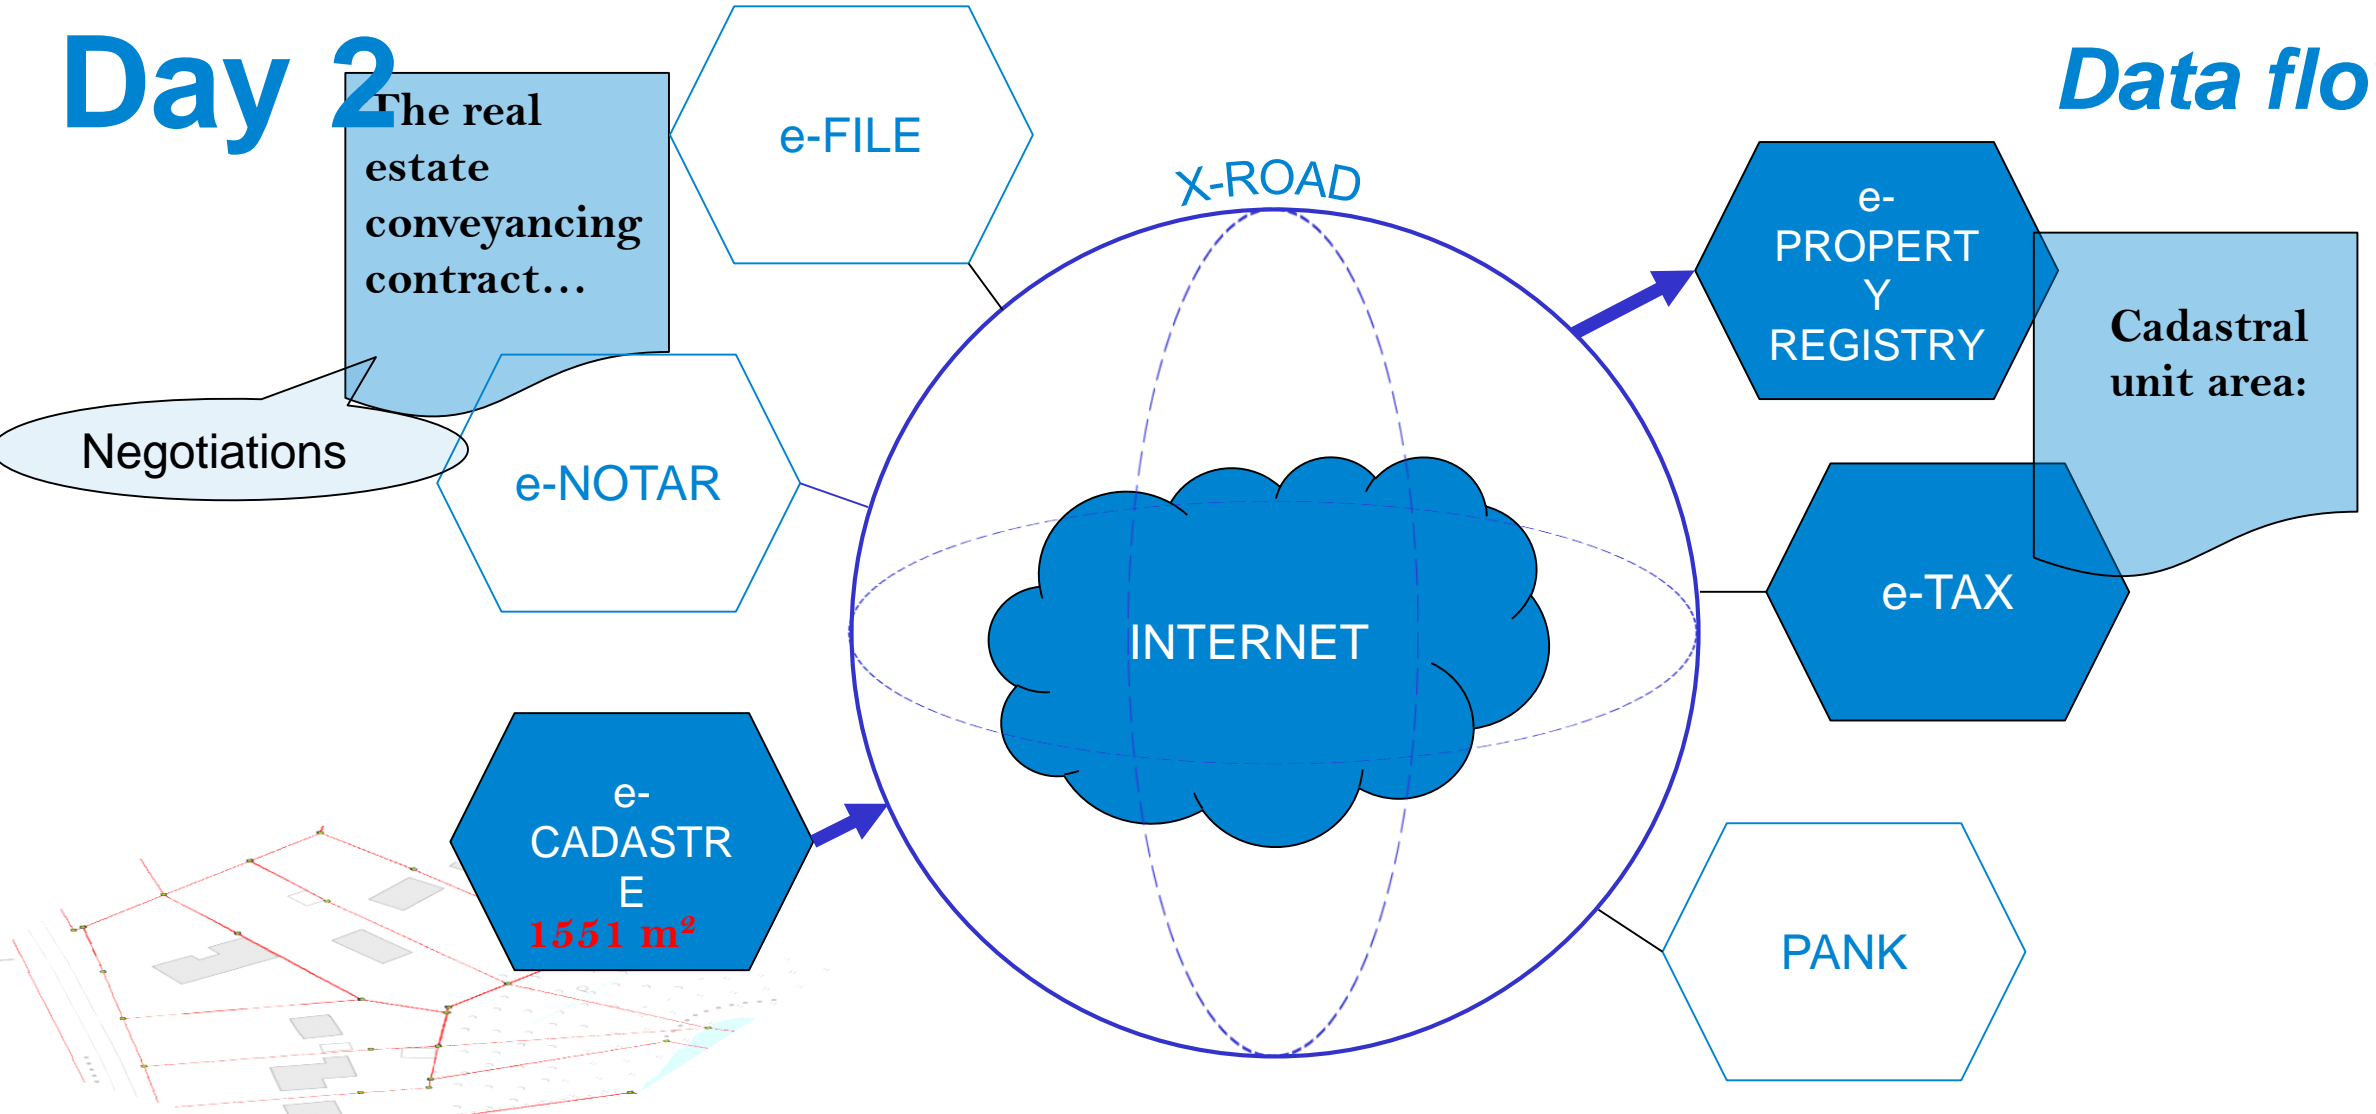 Day 2
Data flo
The real
estate
conveyancing
contract…
e-FILE
X-ROAD
e-
PROPERT
Y
REGISTRY
Cadastral
unit area:
Negotiations
e-NOTAR
e-TAX
INTERNET
e-
CADASTR
E
1551 m²
PANK